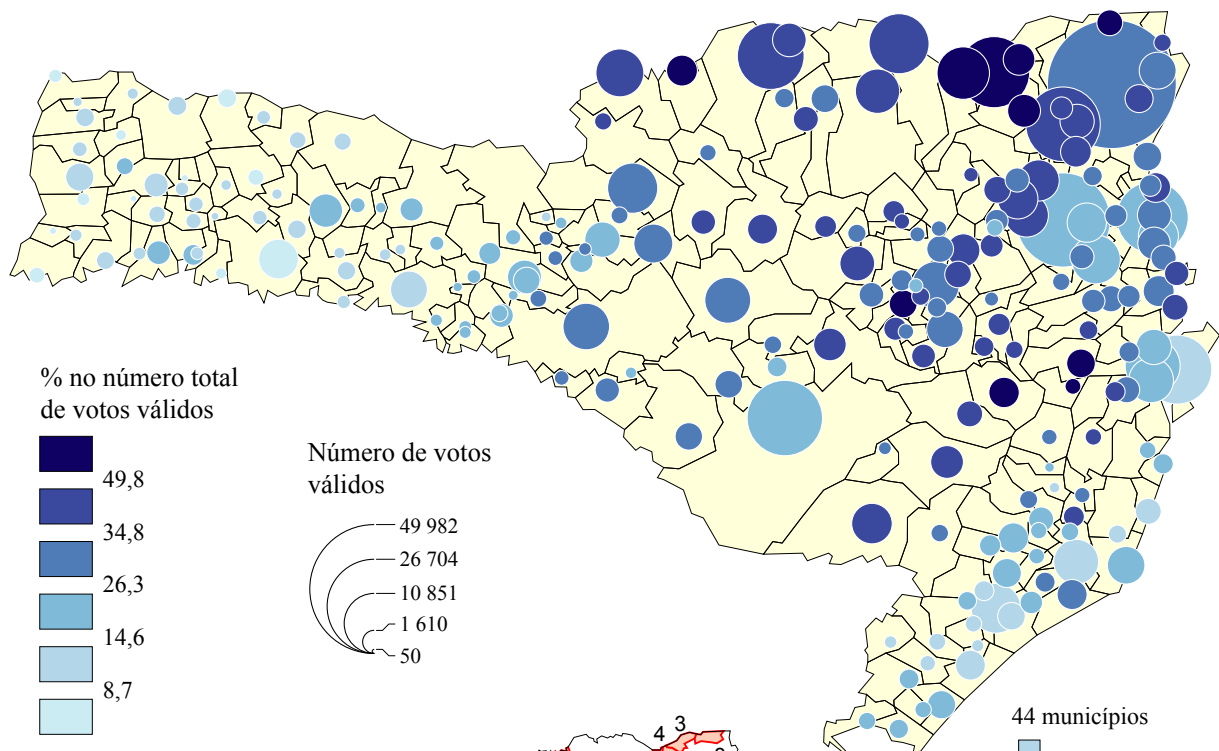 % no número total
de votos válidos
49,8
34,8
26,3
14,6
8,7
Número de votos
válidos
49 982
26 704
10 851
1 610
50
4 3
44 municípios